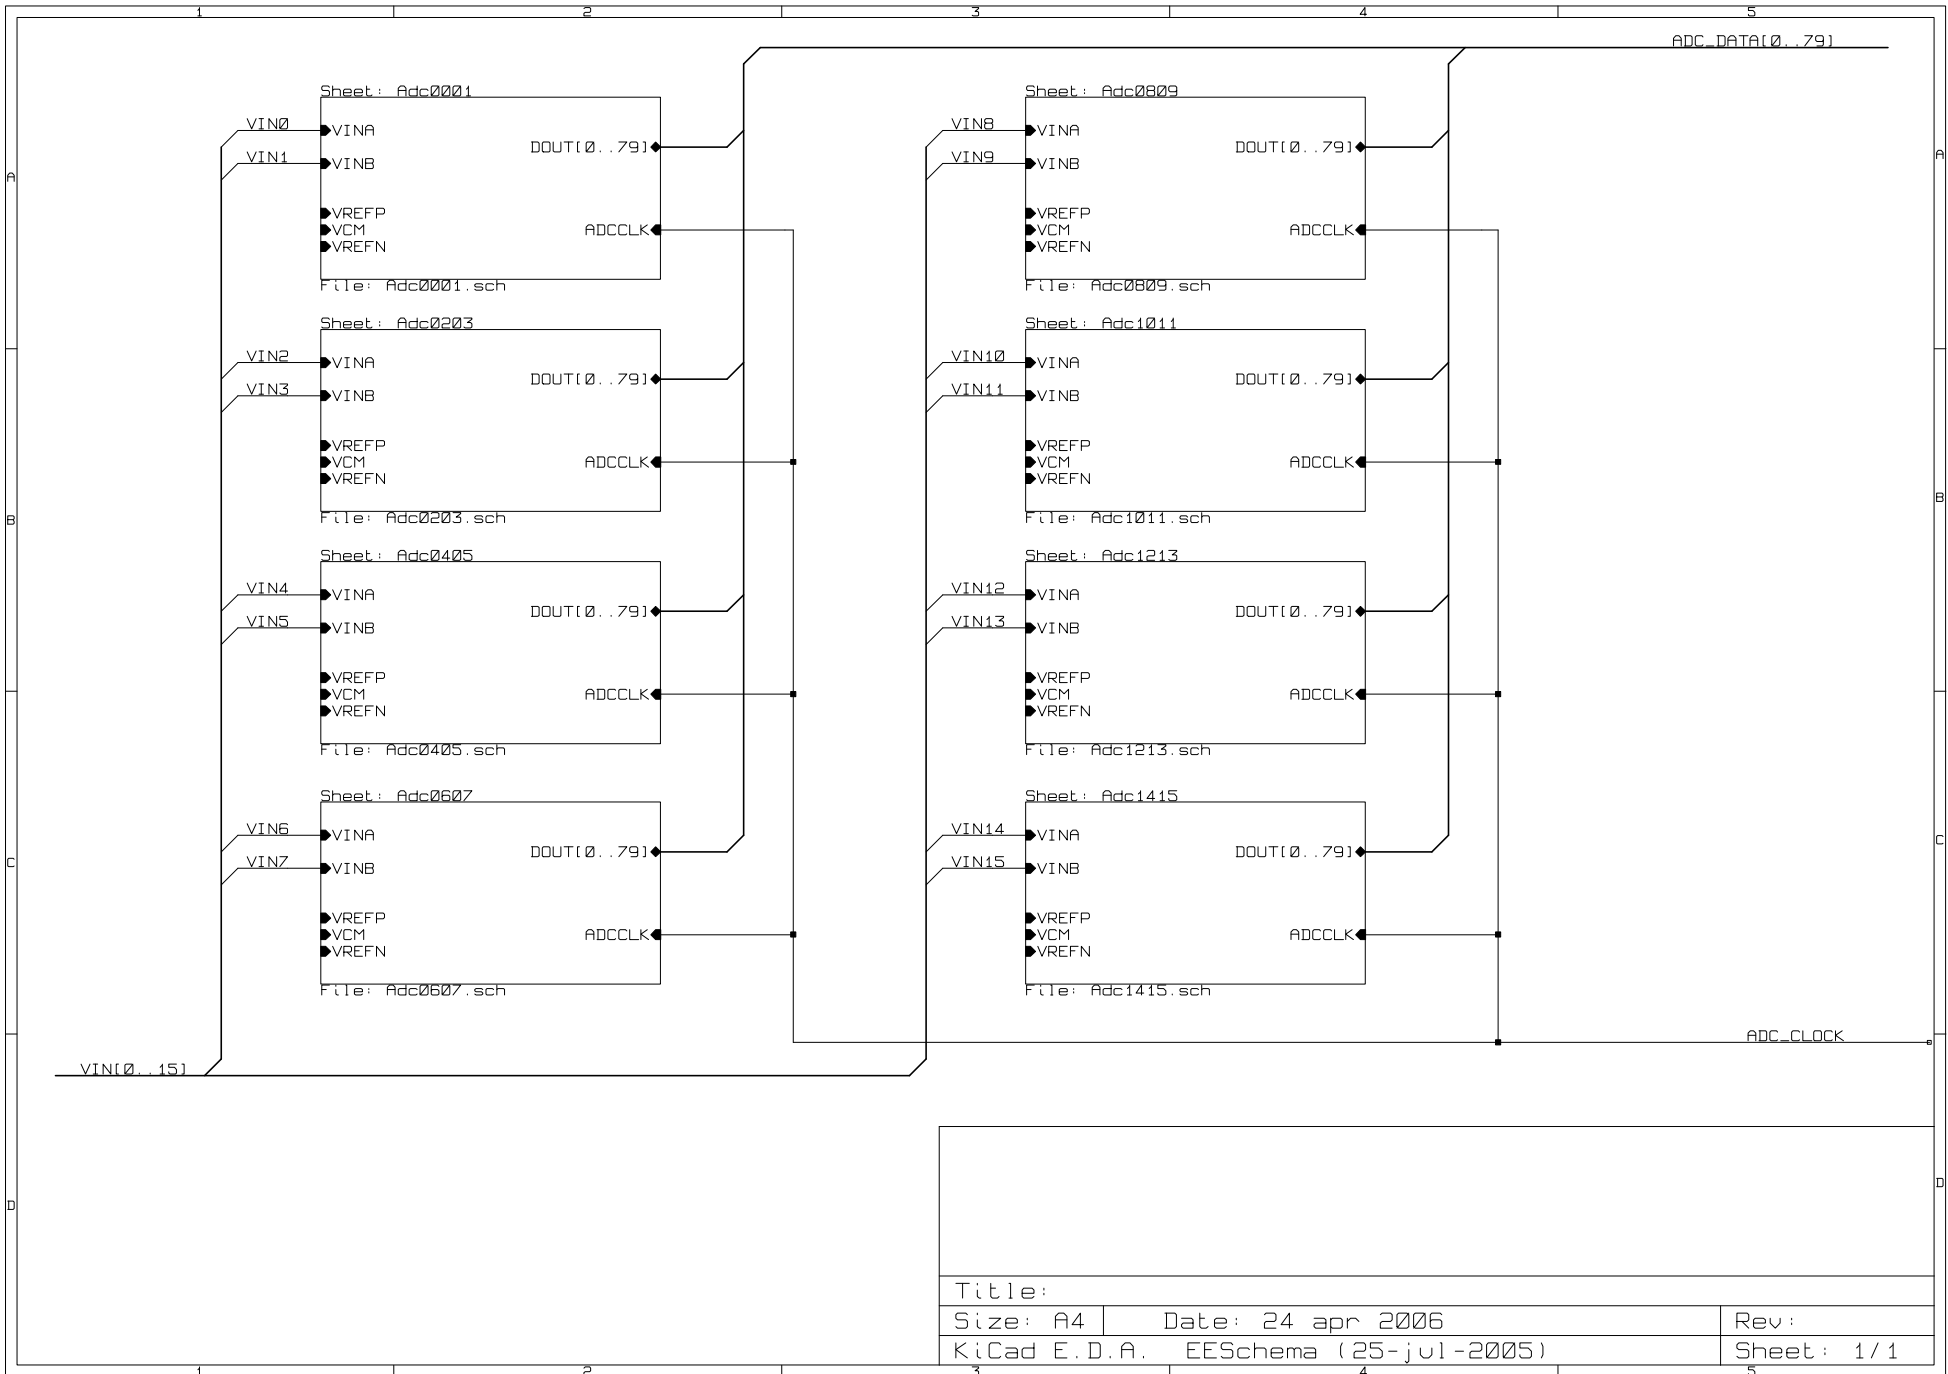 1 2 3 4 5
ADC_DATA[0..79]
Sheet: Adc0001
VIN0
VINA
DOUT[0..79]
VIN1
VINB
VREFP
VCM
ADCCLK
VREFN
File: Adc0001.sch
Sheet: Adc0809
VIN8
VINA
DOUT[0..79]
VIN9
VINB
VREFP
VCM
ADCCLK
VREFN
File: Adc0809.sch
A A
Sheet: Adc0203
VIN2
VINA
DOUT[0..79]
VIN3
VINB
VREFP
VCM
ADCCLK
VREFN
File: Adc0203.sch
Sheet: Adc1011
VIN10
VINA
DOUT[0..79]
VIN11
VINB
VREFP
VCM
ADCCLK
VREFN
File: Adc1011.sch
B B
Sheet: Adc0405
VIN4
VINA
DOUT[0..79]
VIN5
VINB
VREFP
VCM
ADCCLK
VREFN
File: Adc0405.sch
Sheet: Adc1213
VIN12
VINA
DOUT[0..79]
VIN13
VINB
VREFP
VCM
ADCCLK
VREFN
File: Adc1213.sch
Sheet: Adc0607
VIN6
VINA
DOUT[0..79]
VIN7
VINB
VREFP
VCM
ADCCLK
VREFN
File: Adc0607.sch
Sheet: Adc1415
VIN14
VINA
DOUT[0..79]
VIN15
VINB
VREFP
VCM
ADCCLK
VREFN
File: Adc1415.sch
C C
ADC_CLOCK
VIN[0..15]
D D
Title:
Size: A4 Date: 24 apr 2006 Rev:
KiCad E.D.A. EESchema (25-jul-2005) Sheet: 1/1
1 2 3 4 5